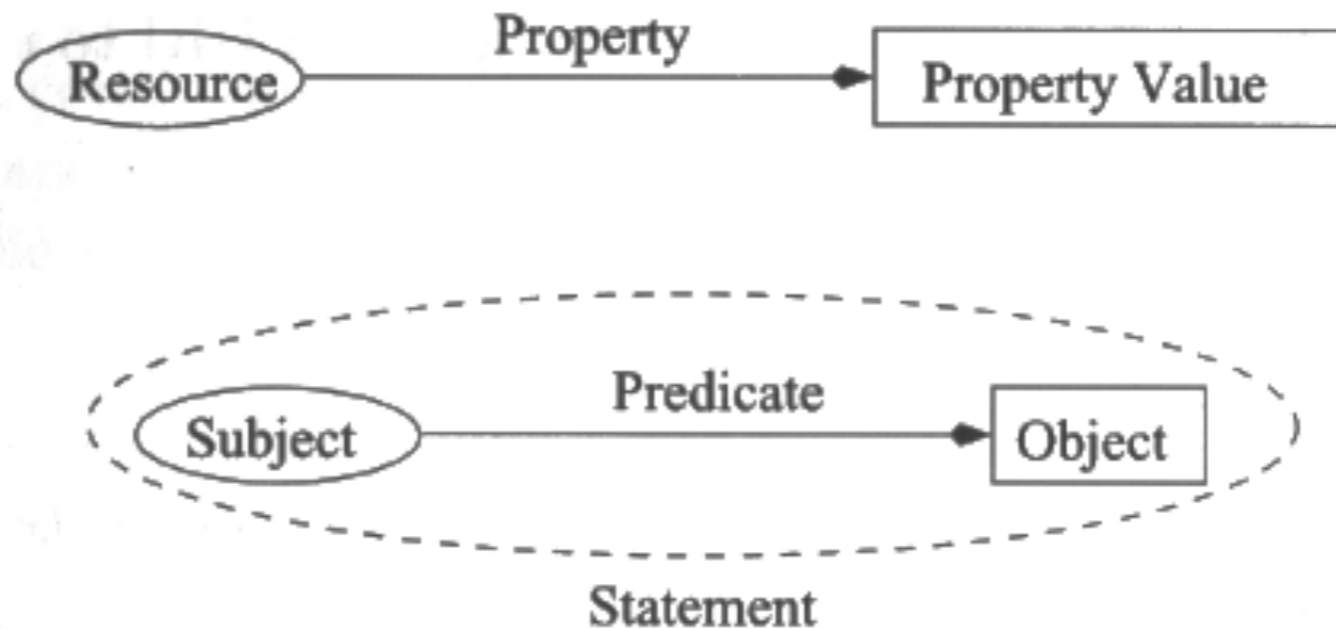 Property
Resource
Property Value
Predicate
Subject
Object
Statement